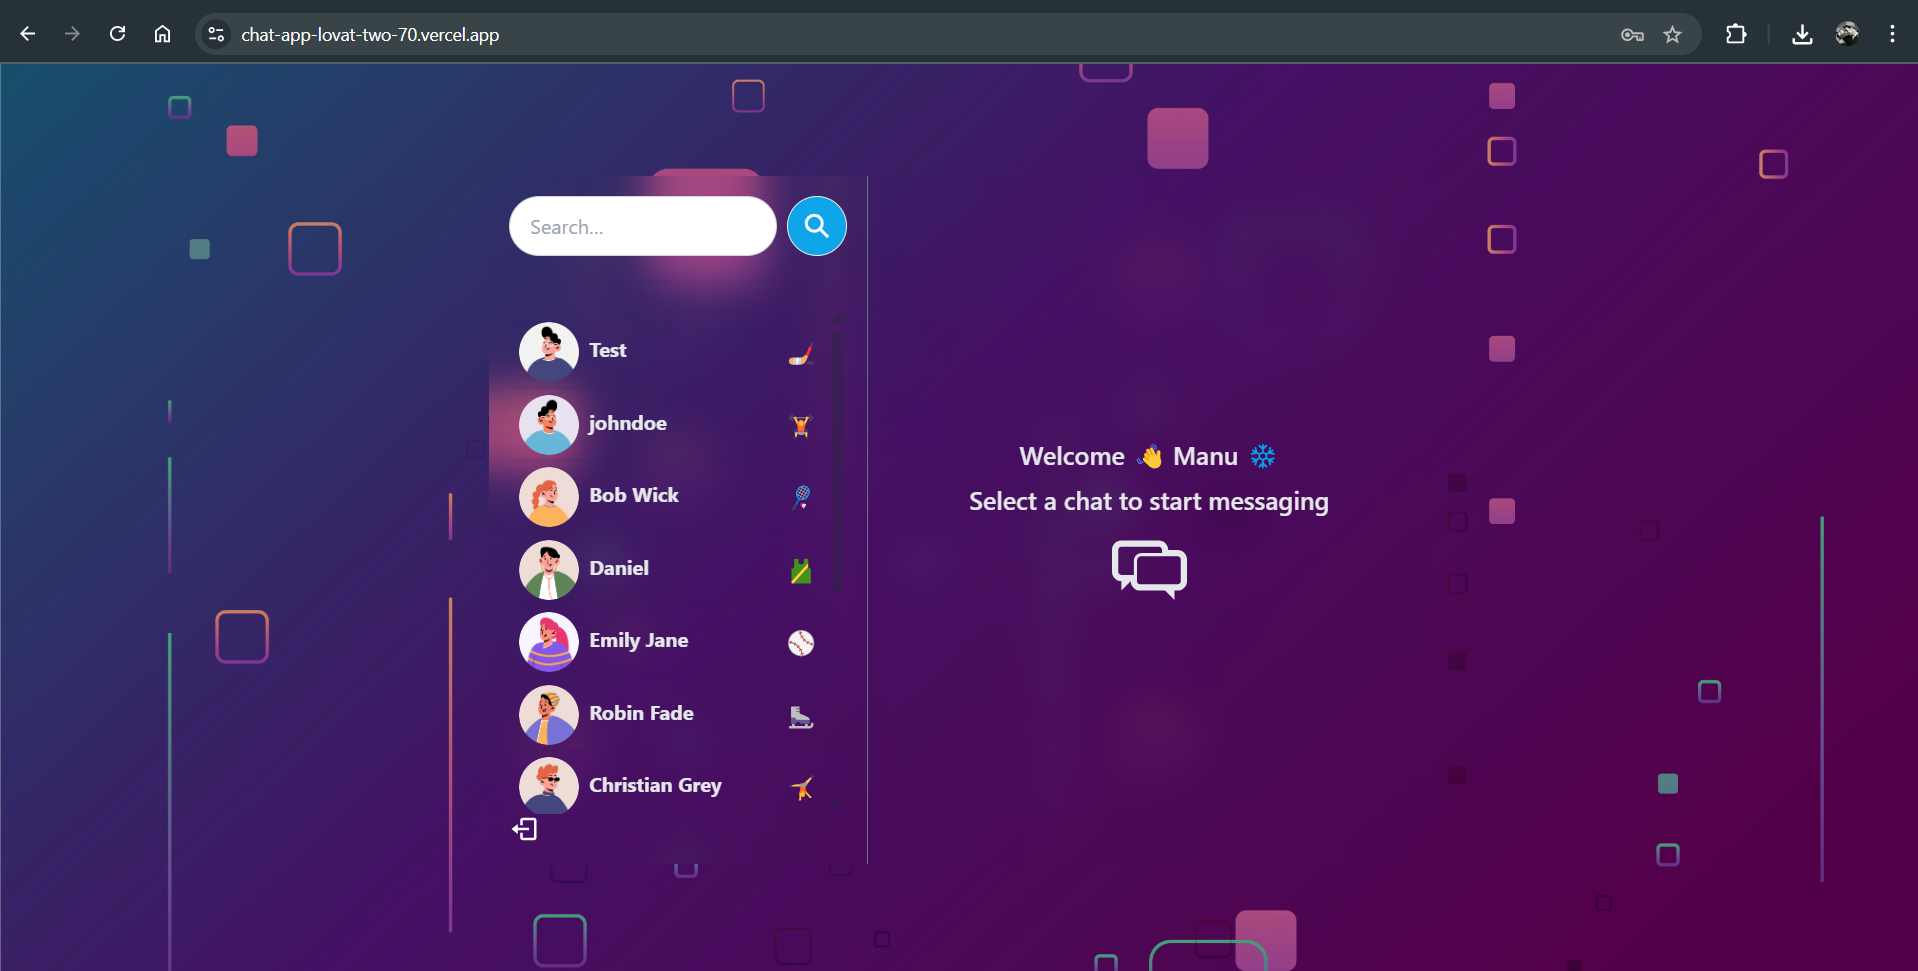 chat-app-lovat-two-70.vercel.app
Search...
Test
johndoe
Bob Wick
Daniel
Emily Jane
Robin Fade
Christian Grey
Welcome 👋 Manu ❄
Select a chat to start messaging